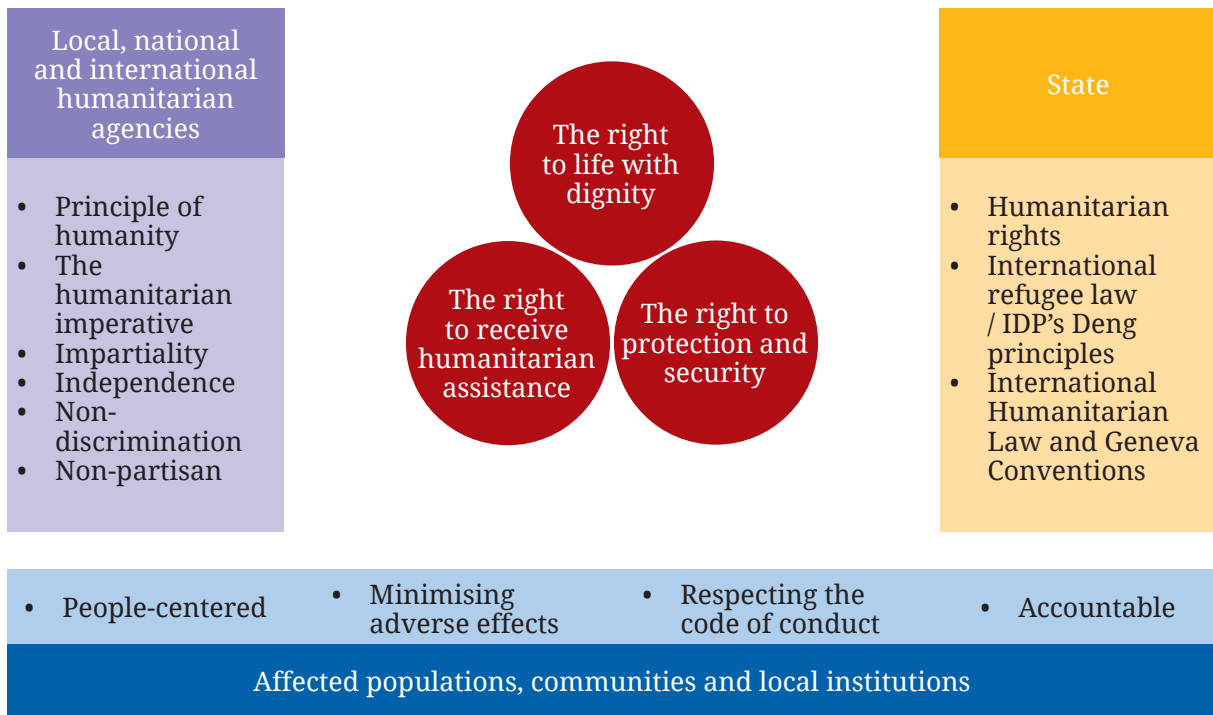 Local, national
and international
humanitarian
agencies
• Principle of
humanity
• The
humanitarian
imperative
• Impartiality
• Independence
• Non-
discrimination
• Non-partisan
The right
to life with
dignity
The right
to receive
humanitarian
assistance
The right to
protection and
security
State
• Humanitarian
rights
• International
refugee law
/ IDP’s Deng
principles
• International
Humanitarian
Law and Geneva
Conventions
• People-centered
• Minimising
adverse effects
• Respecting the
code of conduct
• Accountable
Affected populations, communities and local institutions